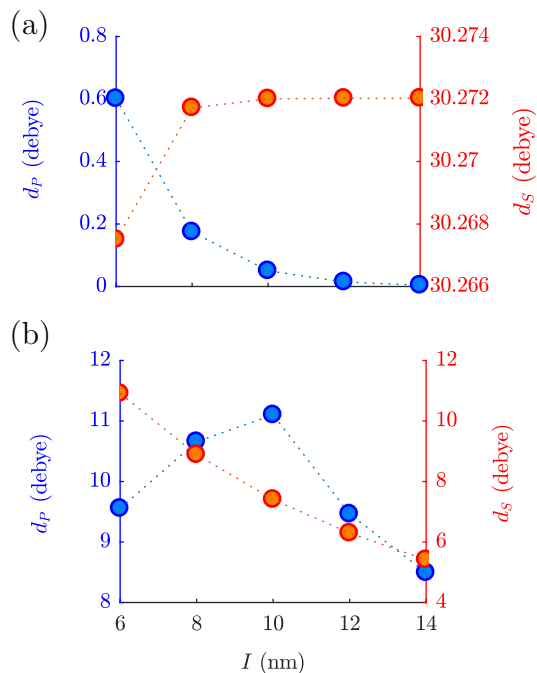 (a)
0.8
0.6
0.4
0.2
0
d_P (debye)
30.274
30.272
30.27
30.268
30.266
d_S (debye)
(b)
12
11
10
9
8
d_P (debye)
12
10
8
6
4
d_S (debye)
6 8 10 12 14
I (nm)